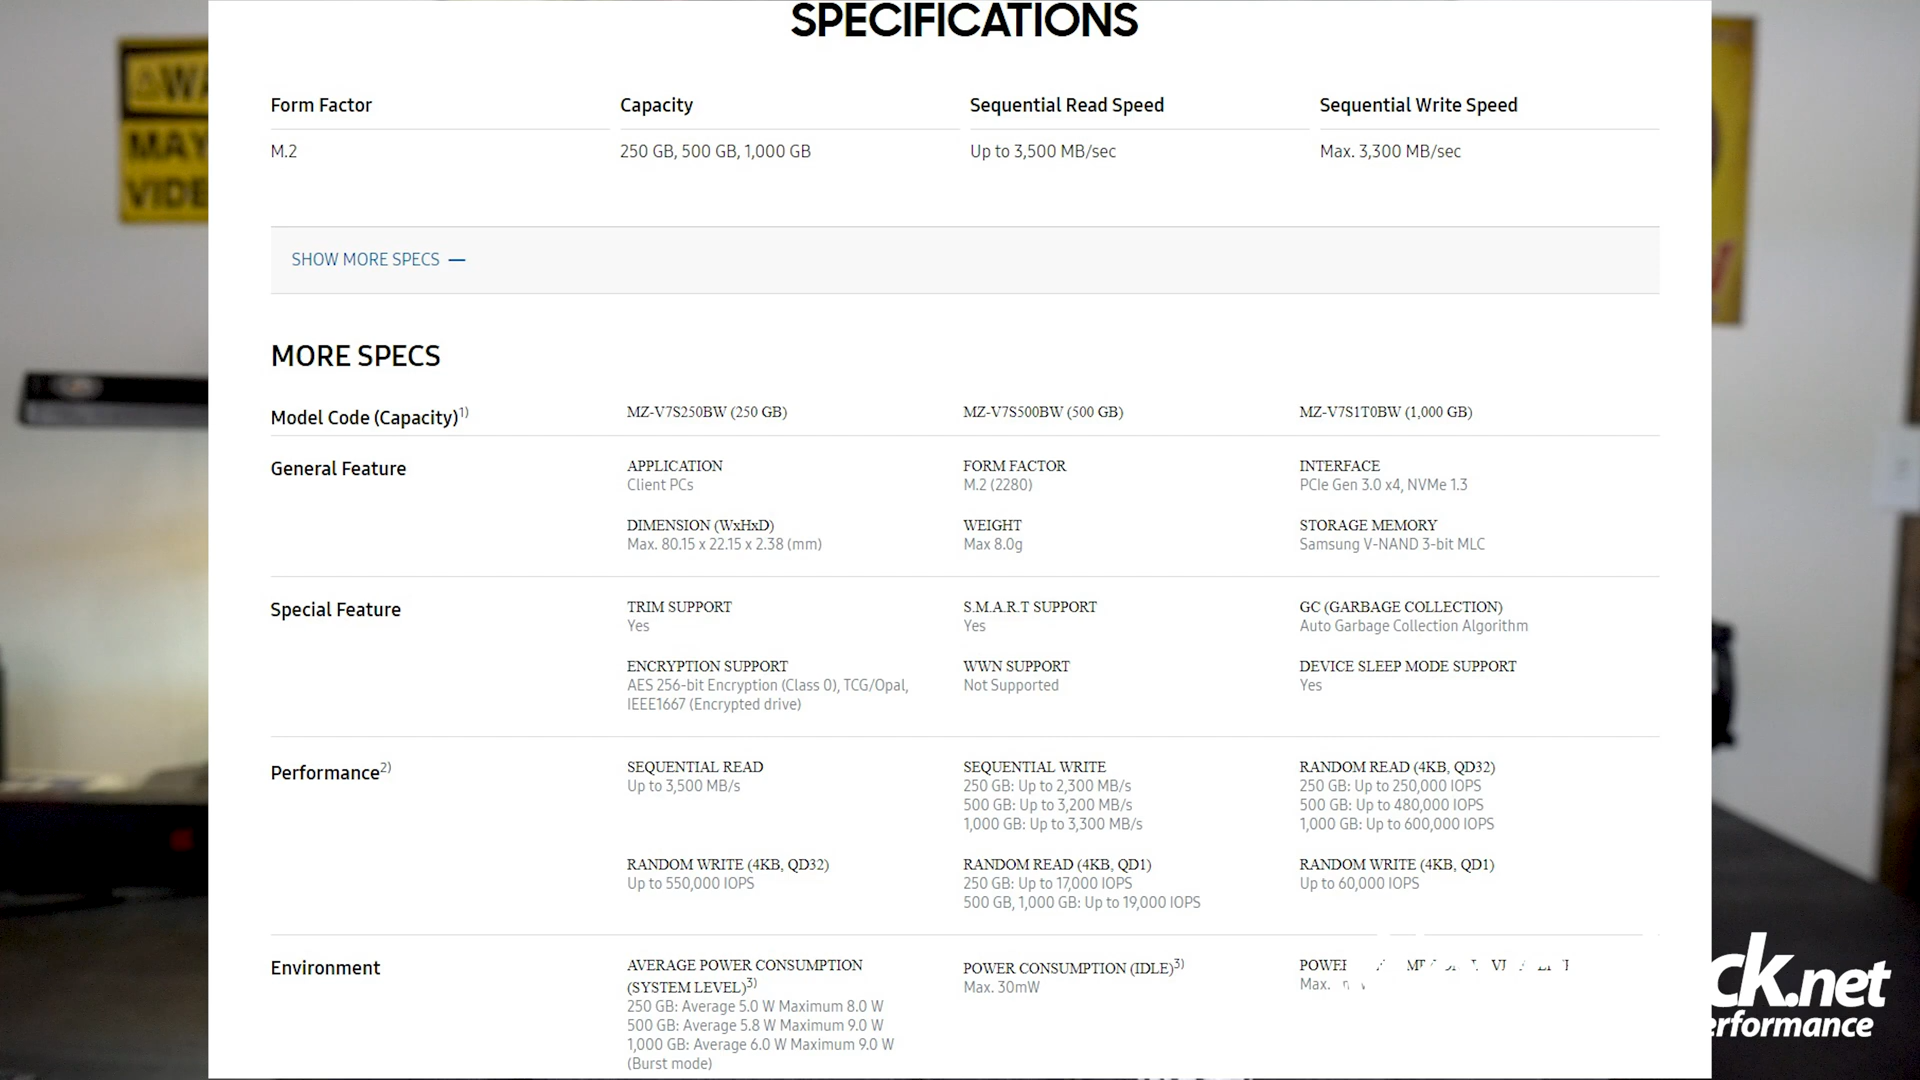 SPECIFICATIONS
Form Factor
Capacity
Sequential Read Speed
Sequential Write Speed
M.2
250 GB, 500 GB, 1,000 GB
Up to 3,500 MB/sec
Max. 3,300 MB/sec
SHOW MORE SPECS —
MORE SPECS
Model Code (Capacity)1)
MZ-V7S250BW (250 GB)
MZ-V7S500BW (500 GB)
MZ-V7S1T0BW (1,000 GB)
General Feature
APPLICATION
Client PCs
FORM FACTOR
M.2 (2280)
INTERFACE
PCIe Gen 3.0 x4, NVMe 1.3
DIMENSION (WxHxD)
Max. 80.15 x 22.15 x 2.38 (mm)
WEIGHT
Max 8.0g
STORAGE MEMORY
Samsung V-NAND 3-bit MLC
Special Feature
TRIM SUPPORT
Yes
S.M.A.R.T SUPPORT
Yes
GC (GARBAGE COLLECTION)
Auto Garbage Collection Algorithm
ENCRYPTION SUPPORT
AES 256-bit Encryption (Class 0), TCG/Opal,
IEEE1667 (Encrypted drive)
WWN SUPPORT
Not Supported
DEVICE SLEEP MODE SUPPORT
Yes
Performance2)
SEQUENTIAL READ
Up to 3,500 MB/s
SEQUENTIAL WRITE
250 GB: Up to 2,300 MB/s
500 GB: Up to 3,200 MB/s
1,000 GB: Up to 3,300 MB/s
RANDOM READ (4KB, QD32)
250 GB: Up to 250,000 IOPS
500 GB: Up to 480,000 IOPS
1,000 GB: Up to 600,000 IOPS
RANDOM WRITE (4KB, QD32)
Up to 550,000 IOPS
RANDOM READ (4KB, QD1)
250 GB: Up to 17,000 IOPS
500 GB, 1,000 GB: Up to 19,000 IOPS
RANDOM WRITE (4KB, QD1)
Up to 60,000 IOPS
Environment
AVERAGE POWER CONSUMPTION
(SYSTEM LEVEL)3)
250 GB: Average 5.0 W Maximum 8.0 W
500 GB: Average 5.8 W Maximum 9.0 W
1,000 GB: Average 6.0 W Maximum 9.0 W
(Burst mode)
POWER CONSUMPTION (IDLE)3)
Max. 30mW
POWER
Max.
WA
MAY
VIDE
ck.net
erformance